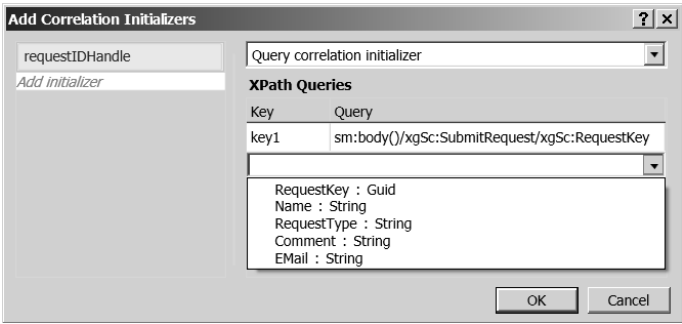 Add Correlation Initializers
? x
requestIDHandle
Add initializer
Query correlation initializer
XPath Queries
Key Query
key1 sm:body()/xgSc:SubmitRequest/xgSc:RequestKey
RequestKey : Guid
Name : String
RequestType : String
Comment : String
EMail : String
OK Cancel